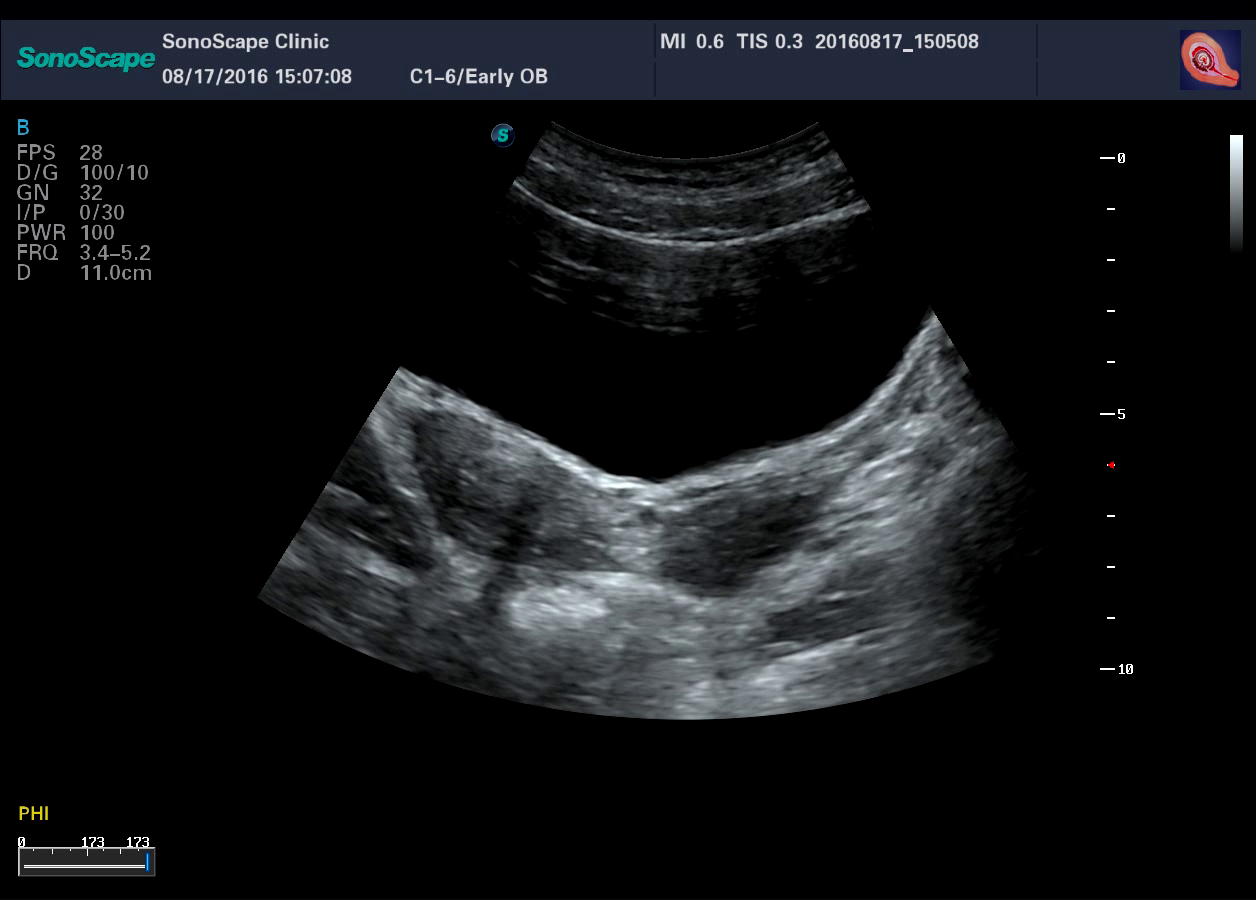 SonoScape
SonoScape Clinic
MI 0.6 TIS 0.3 20160817_150508
08/17/2016 15:07:08
C1-6/Early OB
B
S
FPS 28
D/G 100/10
GN 32
I/P 0/30
PWR 100
FRQ 3.4-5.2
D 11.0cm
0
5
10
PHI
0 173 173